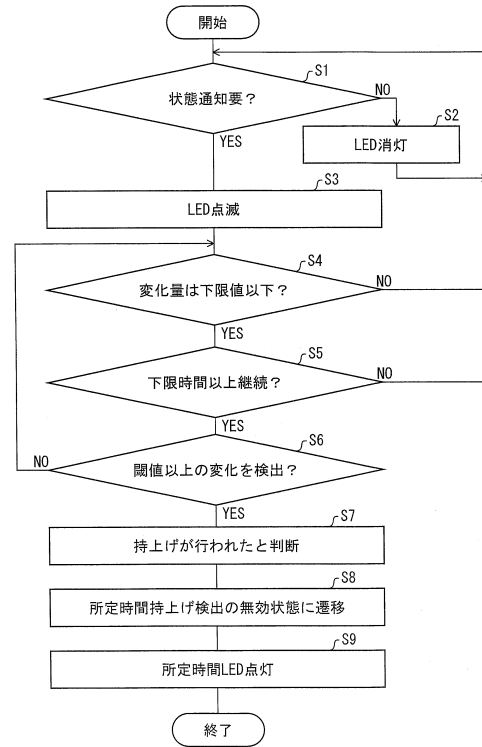 開始
S1
状態通知要？
NO
S2
YES
LED消灯
S3
LED点滅
S4
変化量は下限値以下？
NO
YES
S5
下限時間以上継続？
NO
YES
S6
NO
閾値以上の変化を検出？
YES
S7
持上げが行われたと判断
S8
所定時間持上げ検出の無効状態に遷移
S9
所定時間LED点灯
終了